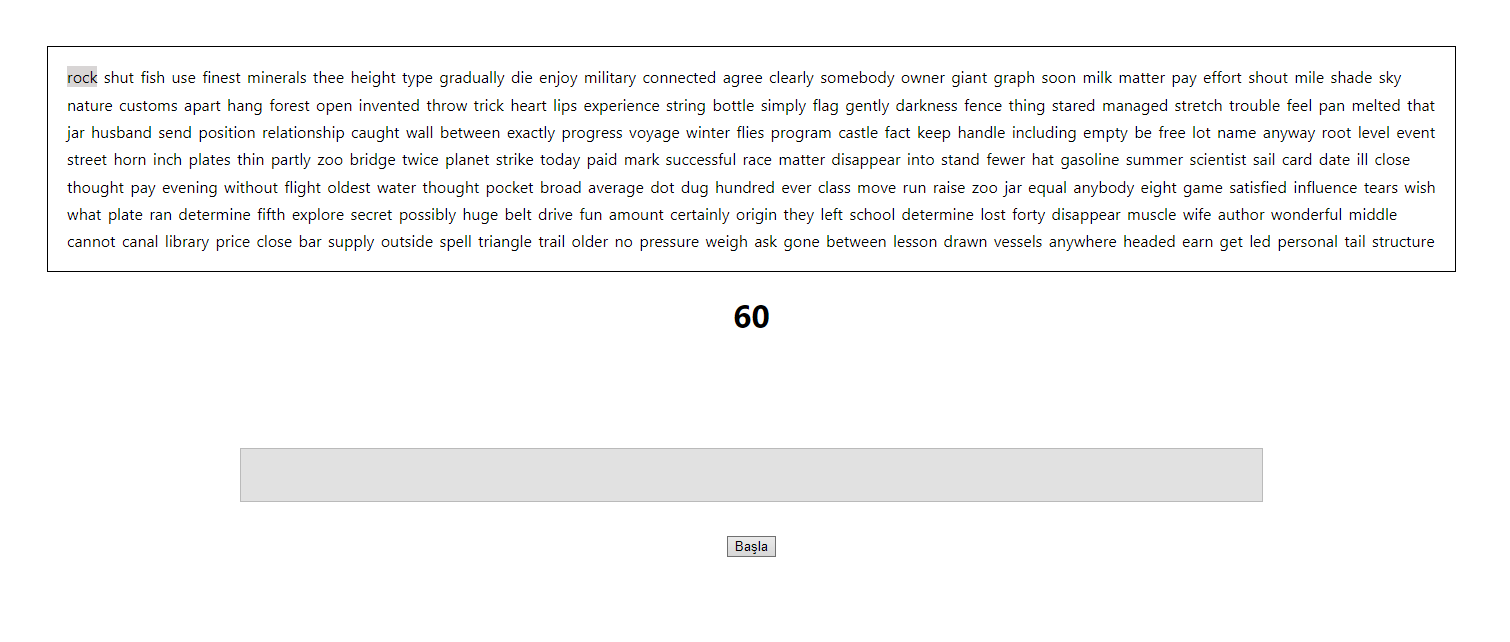 rock shut fish use finest minerals thee height type gradually die enjoy military connected agree clearly somebody owner giant graph soon milk matter pay effort shout mile shade sky
nature customs apart hang forest open invented throw trick heart lips experience string bottle simply flag gently darkness fence thing stared managed stretch trouble feel pan melted that
jar husband send position relationship caught wall between exactly progress voyage winter flies program castle fact keep handle including empty be free lot name anyway root level event
street horn inch plates thin partly zoo bridge twice planet strike today paid mark successful race matter disappear into stand fewer hat gasoline summer scientist sail card date ill close
thought pay evening without flight oldest water thought pocket broad average dot dug hundred ever class move run raise zoo jar equal anybody eight game satisfied influence tears wish
what plate ran determine fifth explore secret possibly huge belt drive fun amount certainly origin they left school determine lost forty disappear muscle wife author wonderful middle
cannot canal library price close bar supply outside spell triangle trail older no pressure weigh ask gone between lesson drawn vessels anywhere headed earn get led personal tail structure
60
Başla